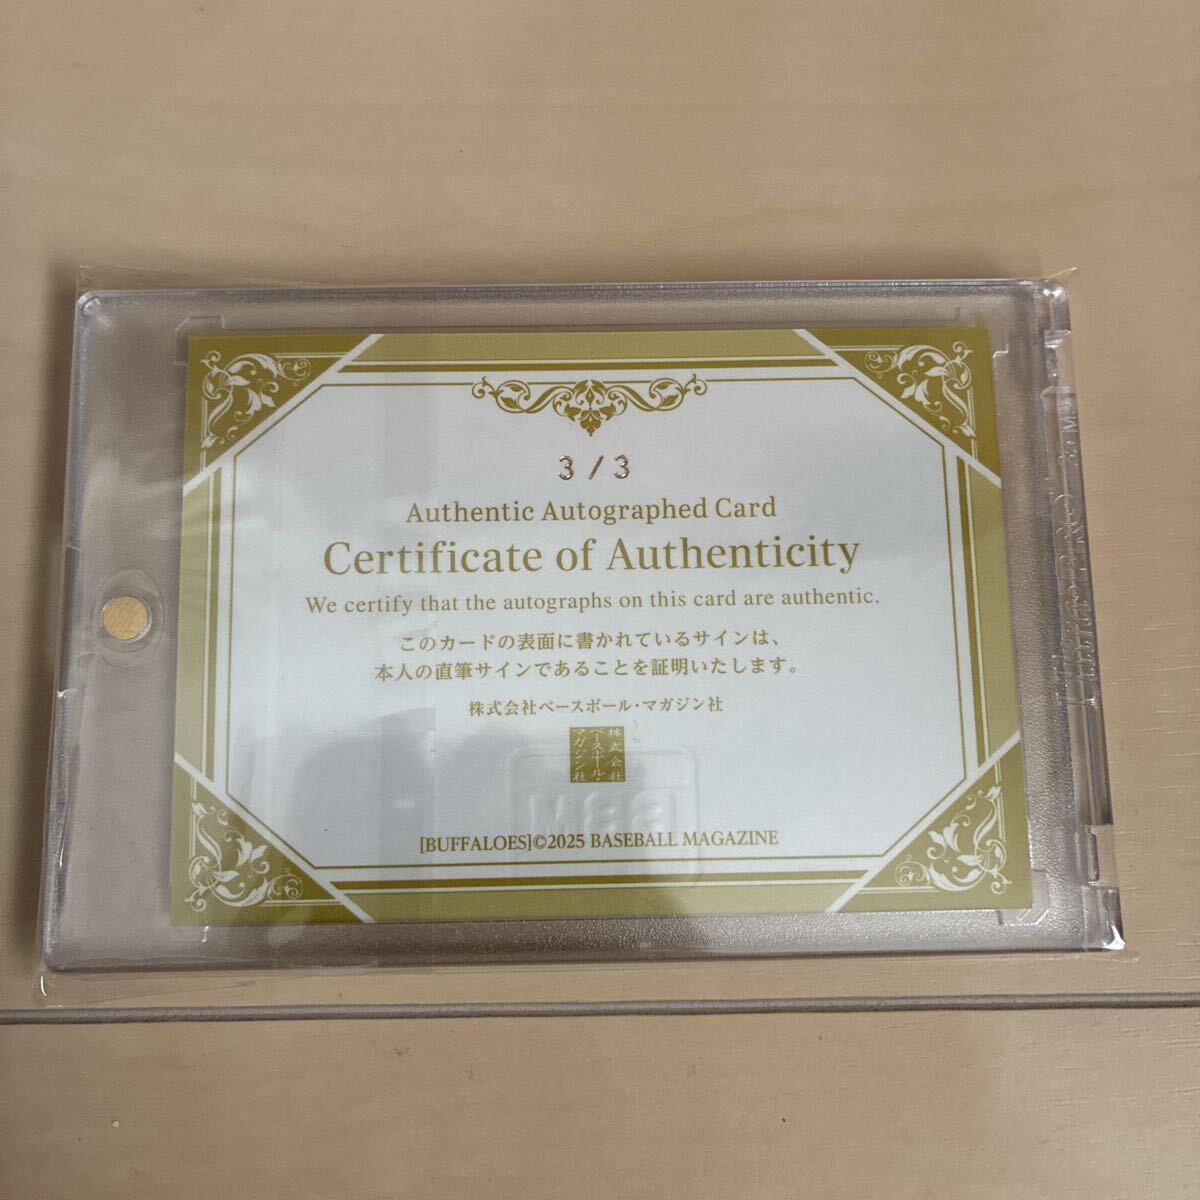 3/3
Authentic Autographed Card
Certificate of Authenticity
We certify that the autographs on this card are authentic.
このカードの表面に書かれているサインは、
本人の直筆サインであることを証明いたします。
株式会社ベースボール・マガジン社
株式会社
ベースボール・
マガジン社
[BUFFALOES]©2025 BASEBALL MAGAZINE
ULTRA PRO